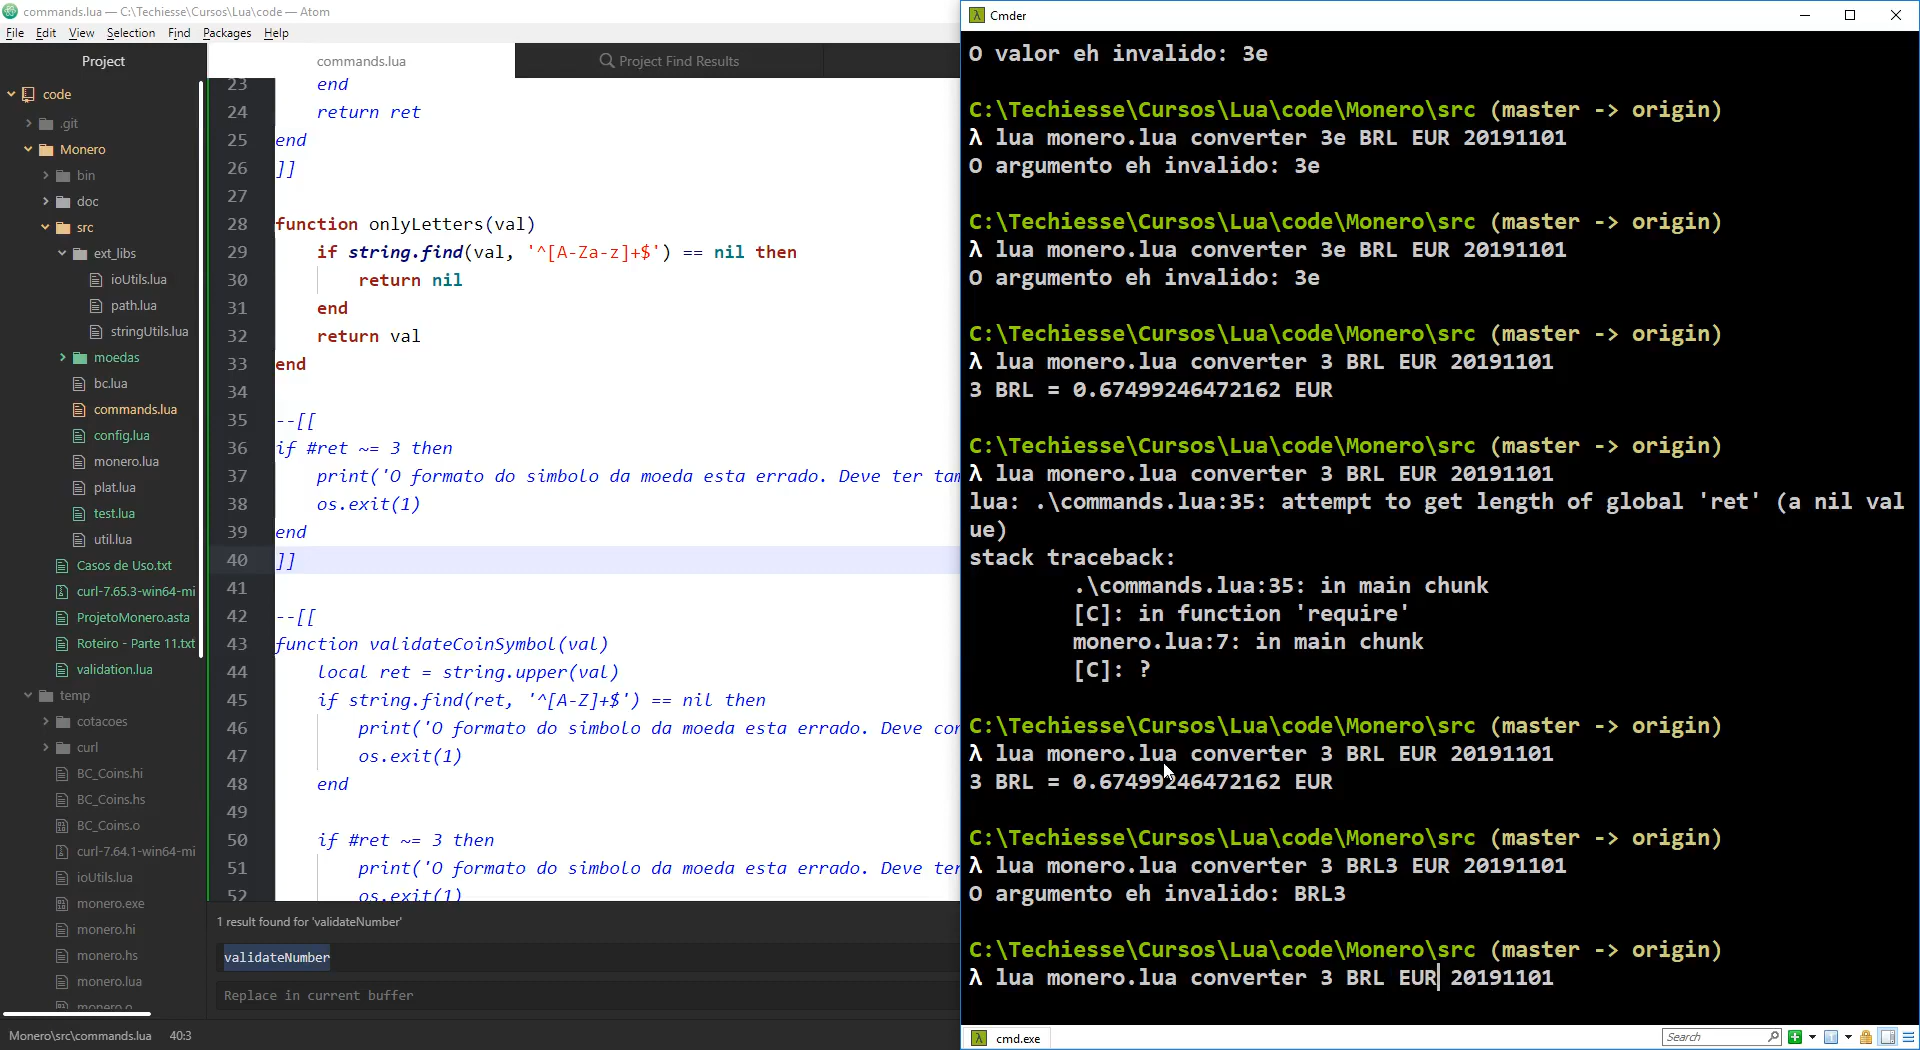 commands.lua — C:\Techiesse\Cursos\Lua\code — Atom
File Edit View Selection Find Packages Help
Project
code
.git
Monero
bin
doc
src
ext_libs
ioUtils.lua
path.lua
stringUtils.lua
moedas
bc.lua
commands.lua
config.lua
monero.lua
plat.lua
test.lua
util.lua
Casos de Uso.txt
curl-7.65.3-win64-mi
ProjetoMonero.asta
Roteiro - Parte 11.txt
validation.lua
temp
cotacoes
curl
BC_Coins.hi
BC_Coins.hs
BC_Coins.o
curl-7.64.1-win64-mi
ioUtils.lua
monero.exe
monero.hi
monero.hs
monero.lua
monero.o
commands.lua
Project Find Results
23 end
24 return ret
25 end
26 ]]
27
28 function onlyLetters(val)
29 if string.find(val, '^[A-Za-z]+$') == nil then
30 return nil
31 end
32 return val
33 end
34
35 --[[
36 if #ret ~= 3 then
37 print('O formato do simbolo da moeda esta errado. Deve ter tam
38 os.exit(1)
39 end
40 ]]
41
42 --[[
43 function validateCoinSymbol(val)
44 local ret = string.upper(val)
45 if string.find(ret, '^[A-Z]+$') == nil then
46 print('O formato do simbolo da moeda esta errado. Deve con
47 os.exit(1)
48 end
49
50 if #ret ~= 3 then
51 print('O formato do simbolo da moeda esta errado. Deve ter
52 os.exit(1)
1 result found for 'validateNumber'
validateNumber
Replace in current buffer
Monero\src\commands.lua 40:3
λ Cmder
O valor eh invalido: 3e
C:\Techiesse\Cursos\Lua\code\Monero\src (master -> origin)
λ lua monero.lua converter 3e BRL EUR 20191101
O argumento eh invalido: 3e
C:\Techiesse\Cursos\Lua\code\Monero\src (master -> origin)
λ lua monero.lua converter 3e BRL EUR 20191101
O argumento eh invalido: 3e
C:\Techiesse\Cursos\Lua\code\Monero\src (master -> origin)
λ lua monero.lua converter 3 BRL EUR 20191101
3 BRL = 0.67499246472162 EUR
C:\Techiesse\Cursos\Lua\code\Monero\src (master -> origin)
λ lua monero.lua converter 3 BRL EUR 20191101
lua: .\commands.lua:35: attempt to get length of global 'ret' (a nil val
ue)
stack traceback:
.\commands.lua:35: in main chunk
[C]: in function 'require'
monero.lua:7: in main chunk
[C]: ?
C:\Techiesse\Cursos\Lua\code\Monero\src (master -> origin)
λ lua monero.lua converter 3 BRL EUR 20191101
3 BRL = 0.67499246472162 EUR
C:\Techiesse\Cursos\Lua\code\Monero\src (master -> origin)
λ lua monero.lua converter 3 BRL3 EUR 20191101
O argumento eh invalido: BRL3
C:\Techiesse\Cursos\Lua\code\Monero\src (master -> origin)
λ lua monero.lua converter 3 BRL EUR 20191101
λ cmd.exe
Search